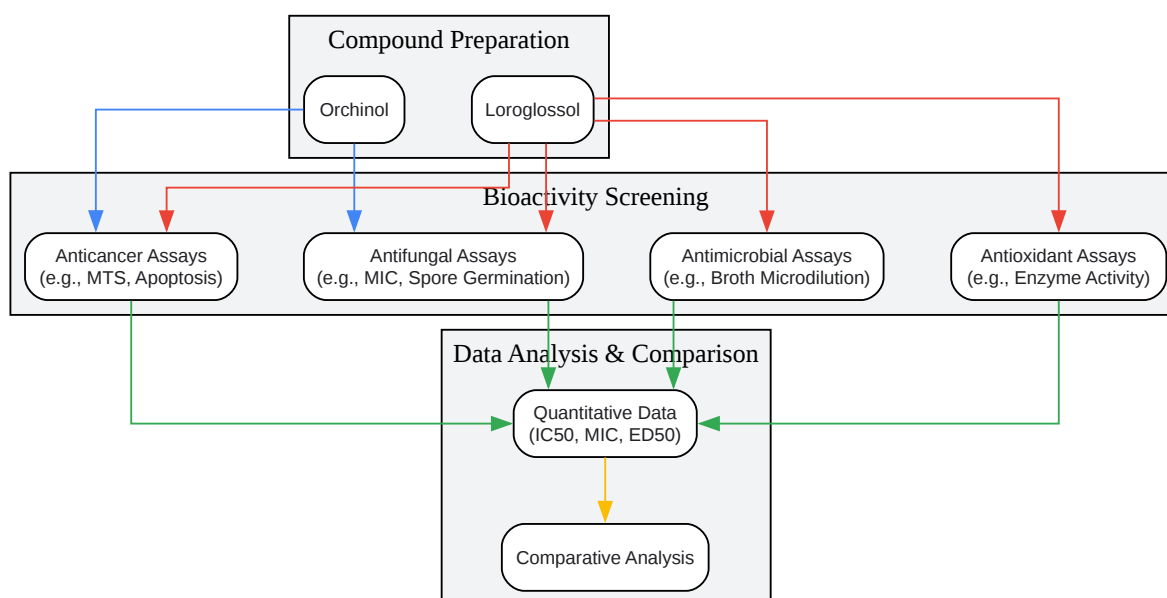 Compound Preparation
Orchinol
Loroglossol
Bioactivity Screening
Anticancer Assays
(e.g., MTS, Apoptosis)
Antifungal Assays
(e.g., MIC, Spore Germination)
Antimicrobial Assays
(e.g., Broth Microdilution)
Antioxidant Assays
(e.g., Enzyme Activity)
Data Analysis & Comparison
Quantitative Data
(IC50, MIC, ED50)
Comparative Analysis